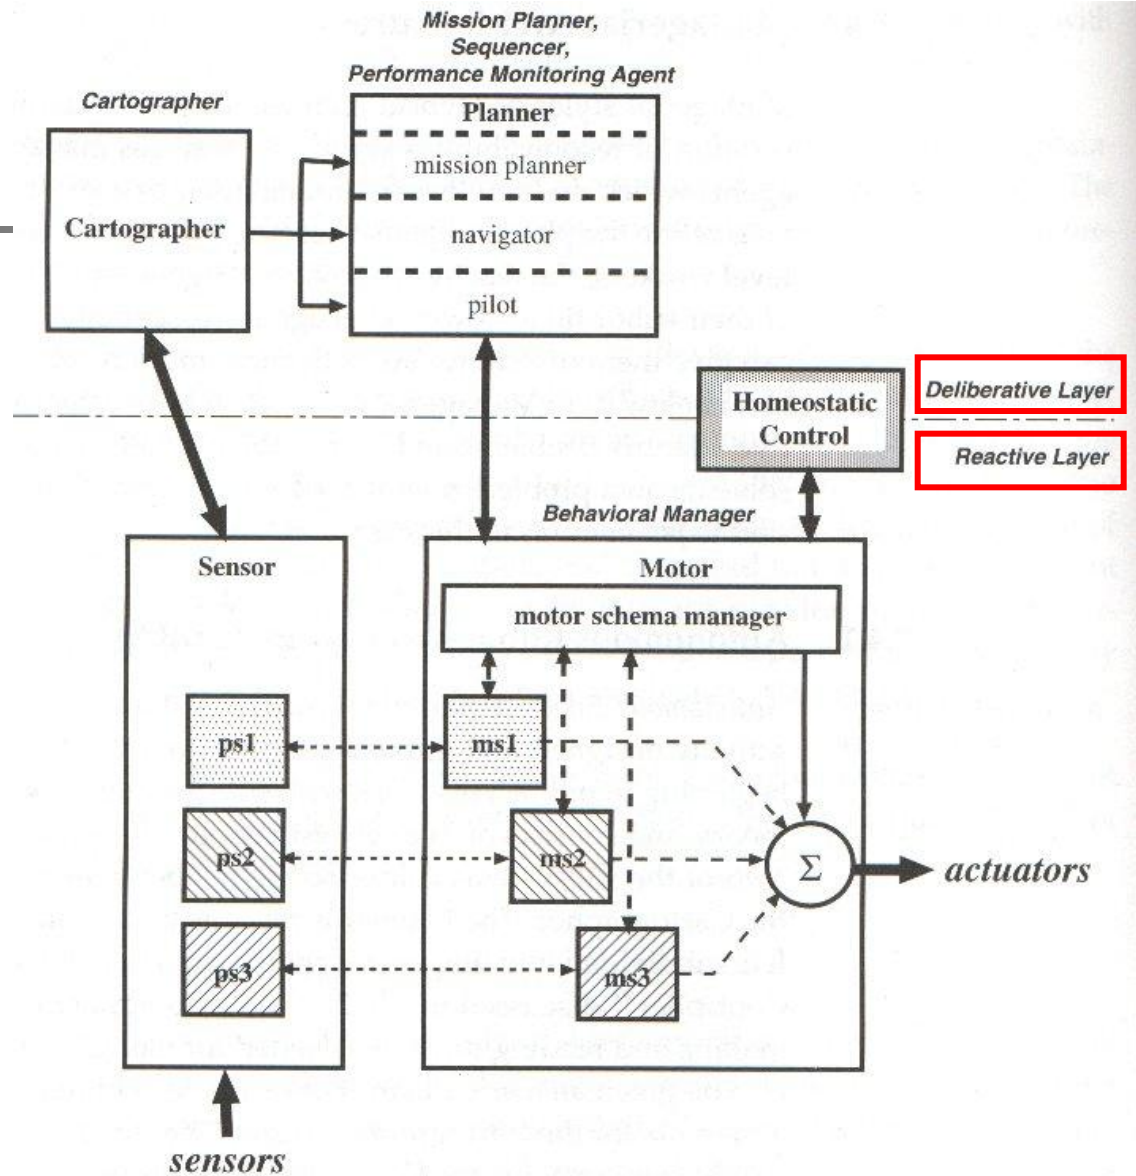 Mission Planner,
Sequencer,
Performance Monitoring Agent
Cartographer
Planner
mission planner
Cartographer
navigator
pilot
Deliberative Layer
Homeostatic
Control
Reactive Layer
Behavioral Manager
Sensor
Motor
motor schema manager
ps1
ms1
ps2
ms2
Σ
actuators
ps3
ms3
sensors